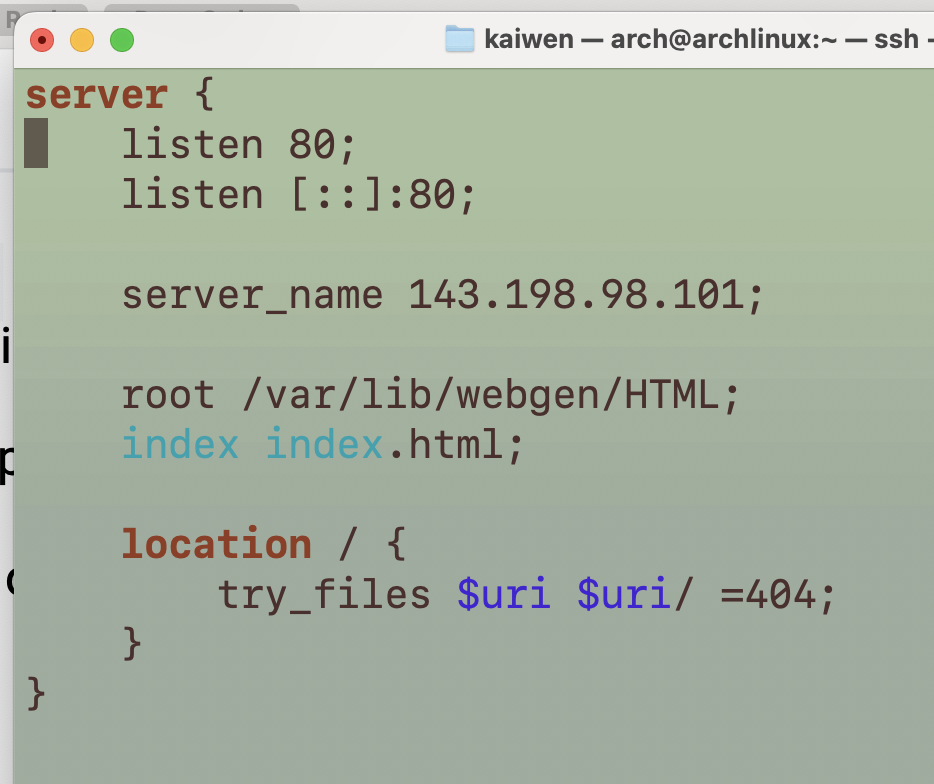 kaiwen — arch@archlinux:~ — ssh -
server {
listen 80;
listen [::]:80;
server_name 143.198.98.101;
root /var/lib/webgen/HTML;
index index.html;
location / {
try_files $uri $uri/ =404;
}
}